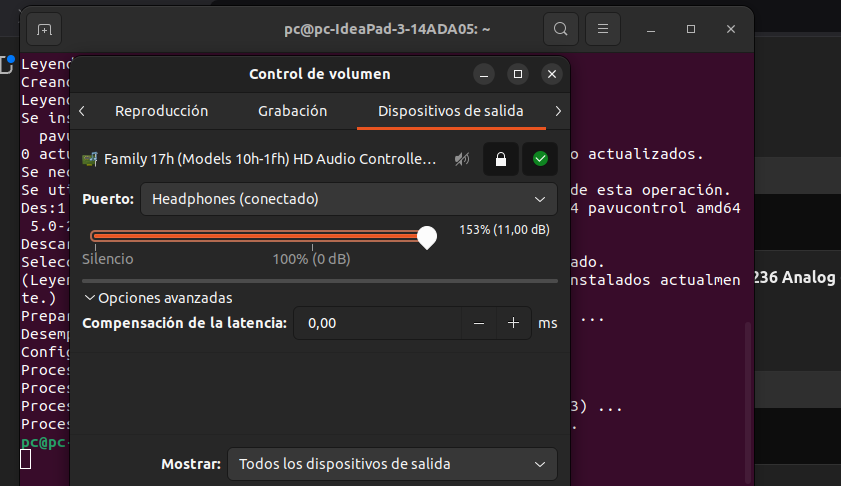 pc@pc-IdeaPad-3-14ADA05: ~
Control de volumen
Reproducción Grabación Dispositivos de salida
Family 17h (Models 10h-1fh) HD Audio Controlle...
Puerto: Headphones (conectado)
153% (11,00 dB)
Silencio 100% (0 dB)
Opciones avanzadas
Compensación de la latencia: 0,00 ms
Mostrar: Todos los dispositivos de salida
Leyend
Creand
Leyend
Se ins
pavu
0 actu o actualizados.
Se nec
Se uti de esta operación.
Des:1 4 pavucontrol amd64
5.0-2
Descar
Selecc ado.
(Leyen nstalados actualmen
te.)
Prepar ...
Desemp
Config
Proces
Proces
Proces 3) ...
Proces .
pc@pc-
236 Analog